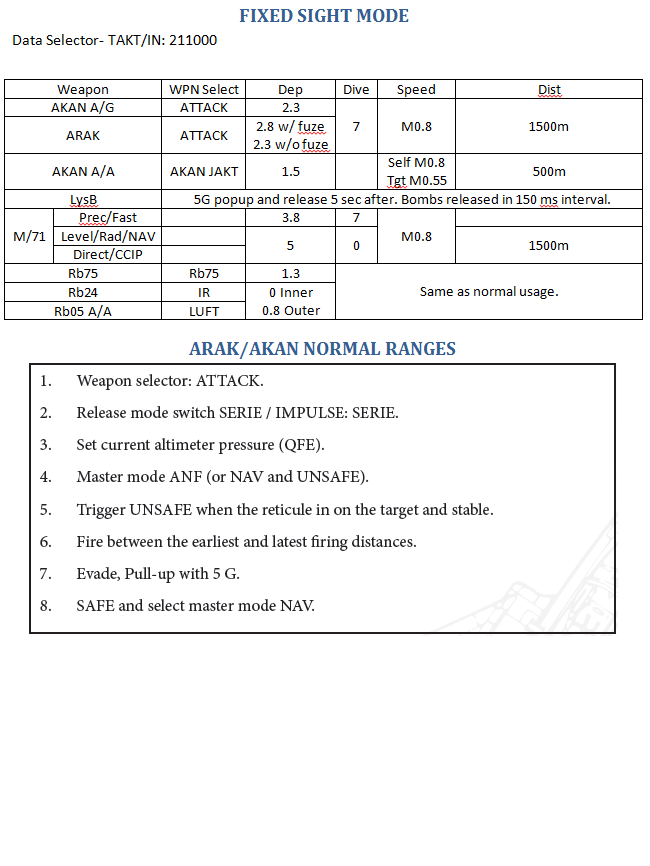 FIXED SIGHT MODE
Data Selector- TAKT/IN: 211000
Weapon WPN Select Dep Dive Speed Dist
AKAN A/G ATTACK 2.3 7 M0.8 1500m
ARAK ATTACK 2.8 w/ fuze
2.3 w/o fuze
AKAN A/A AKAN JAKT 1.5 Self M0.8
Tgt M0.55 500m
LysB 5G popup and release 5 sec after. Bombs released in 150 ms interval.
M/71 Prec/Fast 3.8 7 M0.8
Level/Rad/NAV 5 0 1500m
Direct/CCIP
Rb75 Rb75 1.3 Same as normal usage.
Rb24 IR 0 Inner
Rb05 A/A LUFT 0.8 Outer
ARAK/AKAN NORMAL RANGES
1. Weapon selector: ATTACK.
2. Release mode switch SERIE / IMPULSE: SERIE.
3. Set current altimeter pressure (QFE).
4. Master mode ANF (or NAV and UNSAFE).
5. Trigger UNSAFE when the reticule in on the target and stable.
6. Fire between the earliest and latest firing distances.
7. Evade, Pull-up with 5 G.
8. SAFE and select master mode NAV.